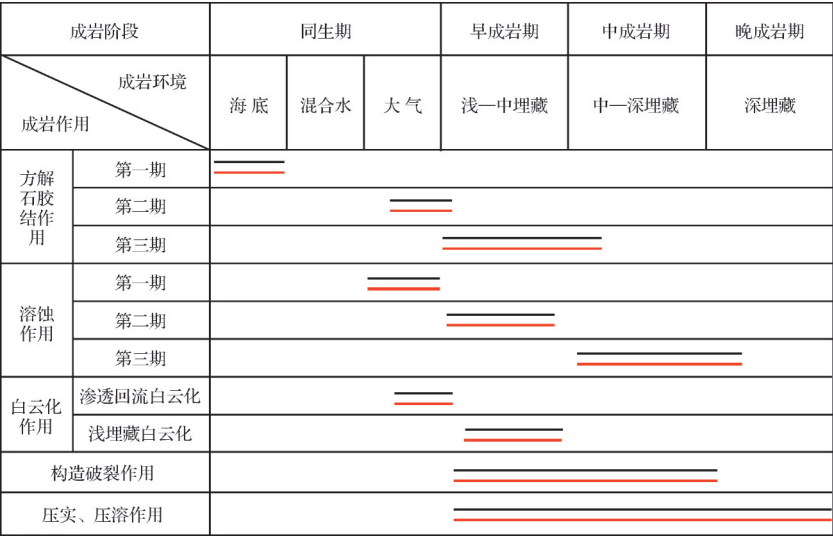 成岩阶段
同生期
早成岩期
中成岩期
晚成岩期
成岩环境
成岩作用
海 底
混合水
大 气
浅—中埋藏
中—深埋藏
深埋藏
方解
石胶
结作
用
第一期
第二期
第三期
溶蚀
作用
第一期
第二期
第三期
白云化
作用
渗透回流白云化
浅埋藏白云化
构造破裂作用
压实、压溶作用